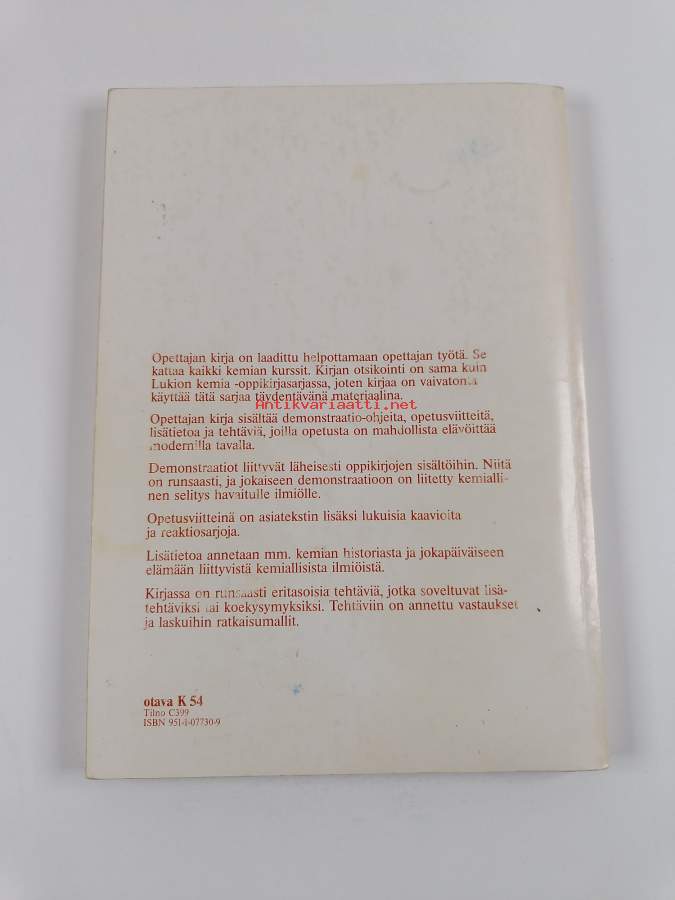 Opettajan kirja on laadittu helpottamaan opettajan työtä. Se
kattaa kaikki kemian kurssit. Kirjan otsikointi on sama kuin
Lukion kemia -oppikirjasarjassa, joten kirjaa on vaivatonta
käyttää tätä sarjaa täydentävänä materiaalina.
Antikvariaatti.net
Opettajan kirja sisältää demonstraatio-ohjeita, opetusviitteitä,
lisätietoa ja tehtäviä, joilla opetusta on mahdollista elävöittää
modernilla tavalla.
Demonstraatiot liittyvät läheisesti oppikirjojen sisältöihin. Niitä
on runsaasti, ja jokaiseen demonstraatioon on liitetty kemialli-
nen selitys havaitulle ilmiölle.
Opetusviitteinä on asiatekstin lisäksi lukuisia kaavioita
ja reaktiosarjoja.
Lisätietoa annetaan mm. kemian historiasta ja jokapäiväiseen
elämään liittyvistä kemiallisista ilmiöistä.
Kirjassa on runsaasti eritasoisia tehtäviä, jotka soveltuvat lisä-
tehtäviksi tai koekysymyksiksi. Tehtäviin on annettu vastaukset
ja laskuihin ratkaisumallit.
otava K 54
Tilno C399
ISBN 951-1-07730-9